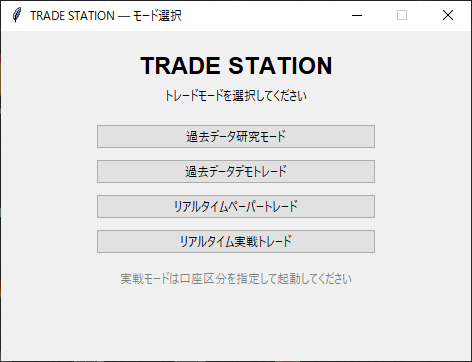 TRADE STATION — モード選択
TRADE STATION
トレードモードを選択してください
過去データ研究モード
過去データデモトレード
リアルタイムペーパートレード
リアルタイム実戦トレード
実戦モードは口座区分を指定して起動してください